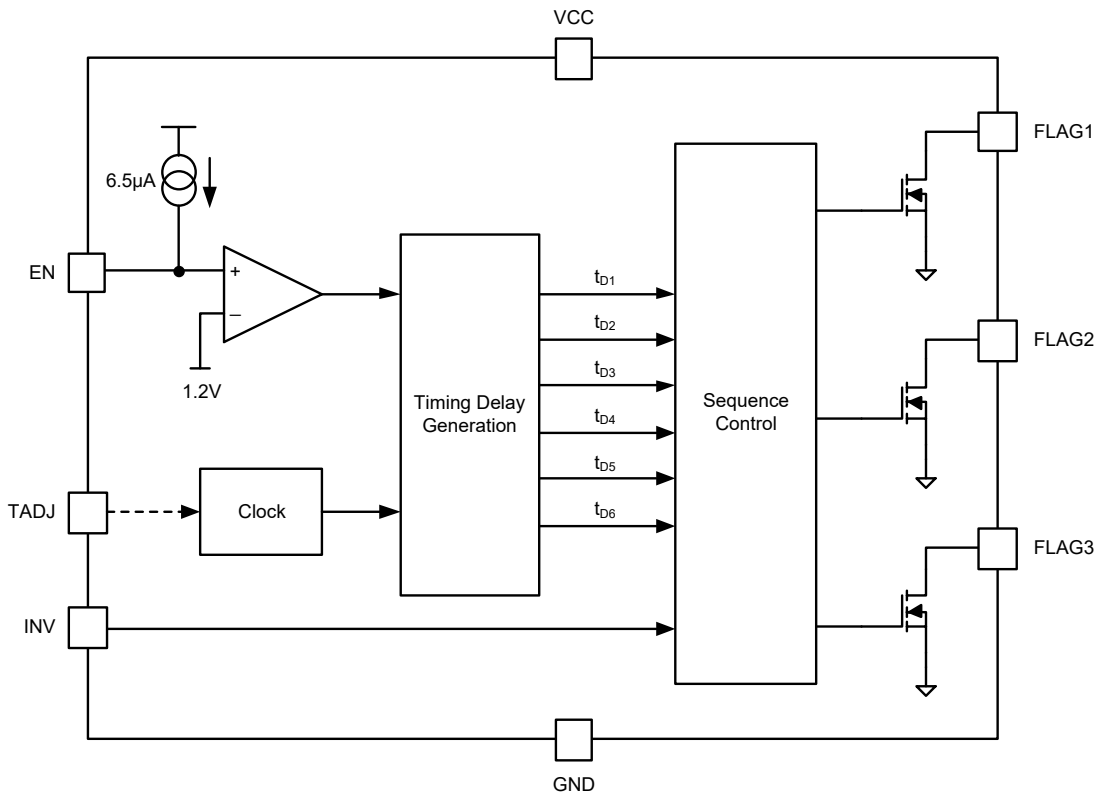 VCC
FLAG1
6.5µA
EN
+
–
1.2V
Timing Delay
Generation
tD1
tD2
tD3
tD4
tD5
tD6
Sequence
Control
FLAG2
TADJ
Clock
FLAG3
INV
GND